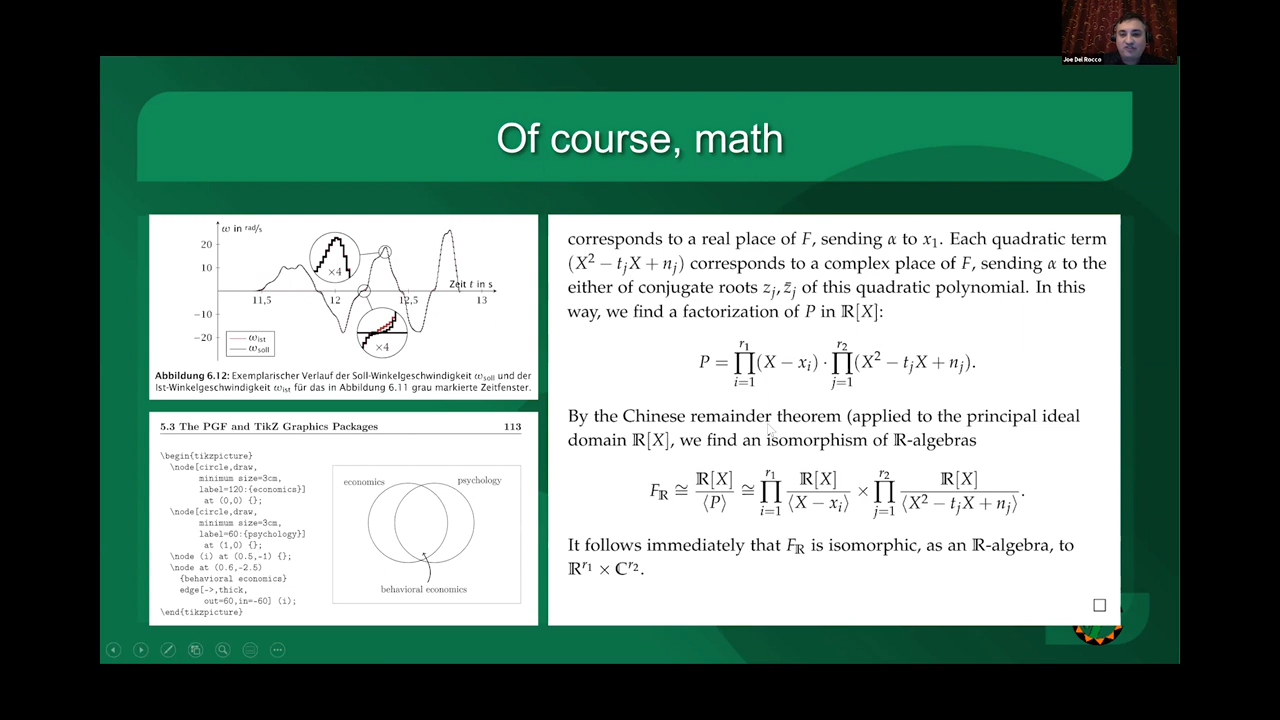 Joe Del Rocco
Of course, math
ω in rad/s
20
10
−10
−20
11,5
12
12,5
13
Zeit t in s
×4
×4
ω_ist
ω_soll
Abbildung 6.12: Exemplarischer Verlauf der Soll-Winkelgeschwindigkeit ω_soll und der
Ist-Winkelgeschwindigkeit ω_ist für das in Abbildung 6.11 grau markierte Zeitfenster.
5.3 The PGF and TikZ Graphics Packages 113
\begin{tikzpicture}
\node[circle,draw,
minimum size=3cm,
label=120:{economics}]
at (0,0) {};
\node[circle,draw,
minimum size=3cm,
label=60:{psychology}]
at (1,0) {};
\node (i) at (0.5,-1) {};
\node at (0.6,-2.5)
{behavioral economics}
edge[->,thick,
out=60,in=-60] (i);
\end{tikzpicture}
economics
psychology
behavioral economics
corresponds to a real place of F, sending α to x₁. Each quadratic term
(X² − t_jX + n_j) corresponds to a complex place of F, sending α to the
either of conjugate roots z_j, z̄_j of this quadratic polynomial. In this
way, we find a factorization of P in ℝ[X]:
P = ∏_{i=1}^{r₁} (X − x_i) · ∏_{j=1}^{r₂} (X² − t_jX + n_j).
By the Chinese remainder theorem (applied to the principal ideal
domain ℝ[X], we find an isomorphism of ℝ-algebras
F_ℝ ≅ ℝ[X]/⟨P⟩ ≅ ∏_{i=1}^{r₁} ℝ[X]/⟨X − x_i⟩ × ∏_{j=1}^{r₂} ℝ[X]/⟨X² − t_jX + n_j⟩.
It follows immediately that F_ℝ is isomorphic, as an ℝ-algebra, to
ℝ^{r₁} × ℂ^{r₂}.